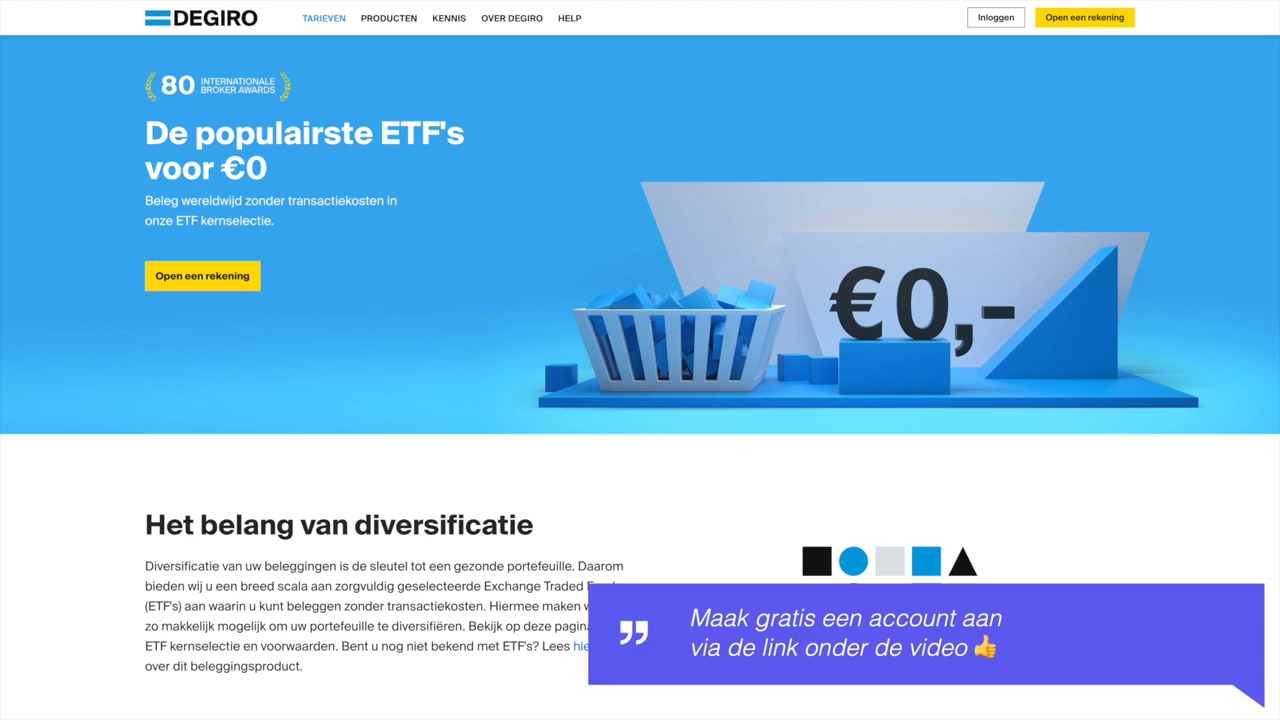 DEGIRO
TARIEVEN
PRODUCTEN
KENNIS
OVER DEGIRO
HELP
Inloggen
Open een rekening
80 INTERNATIONALE
BROKER AWARDS
De populairste ETF's
voor €0
Beleg wereldwijd zonder transactiekosten in
onze ETF kernselectie.
Open een rekening
€0,-
Het belang van diversificatie
Diversificatie van uw beleggingen is de sleutel tot een gezonde portefeuille. Daarom
bieden wij u een breed scala aan zorgvuldig geselecteerde Exchange Traded
(ETF's) aan waarin u kunt beleggen zonder transactiekosten. Hiermee maken
zo makkelijk mogelijk om uw portefeuille te diversifiëren. Bekijk op deze pagina
ETF kernselectie en voorwaarden. Bent u nog niet bekend met ETF's? Lees
over dit beleggingsproduct.
Maak gratis een account aan
via de link onder de video 👍